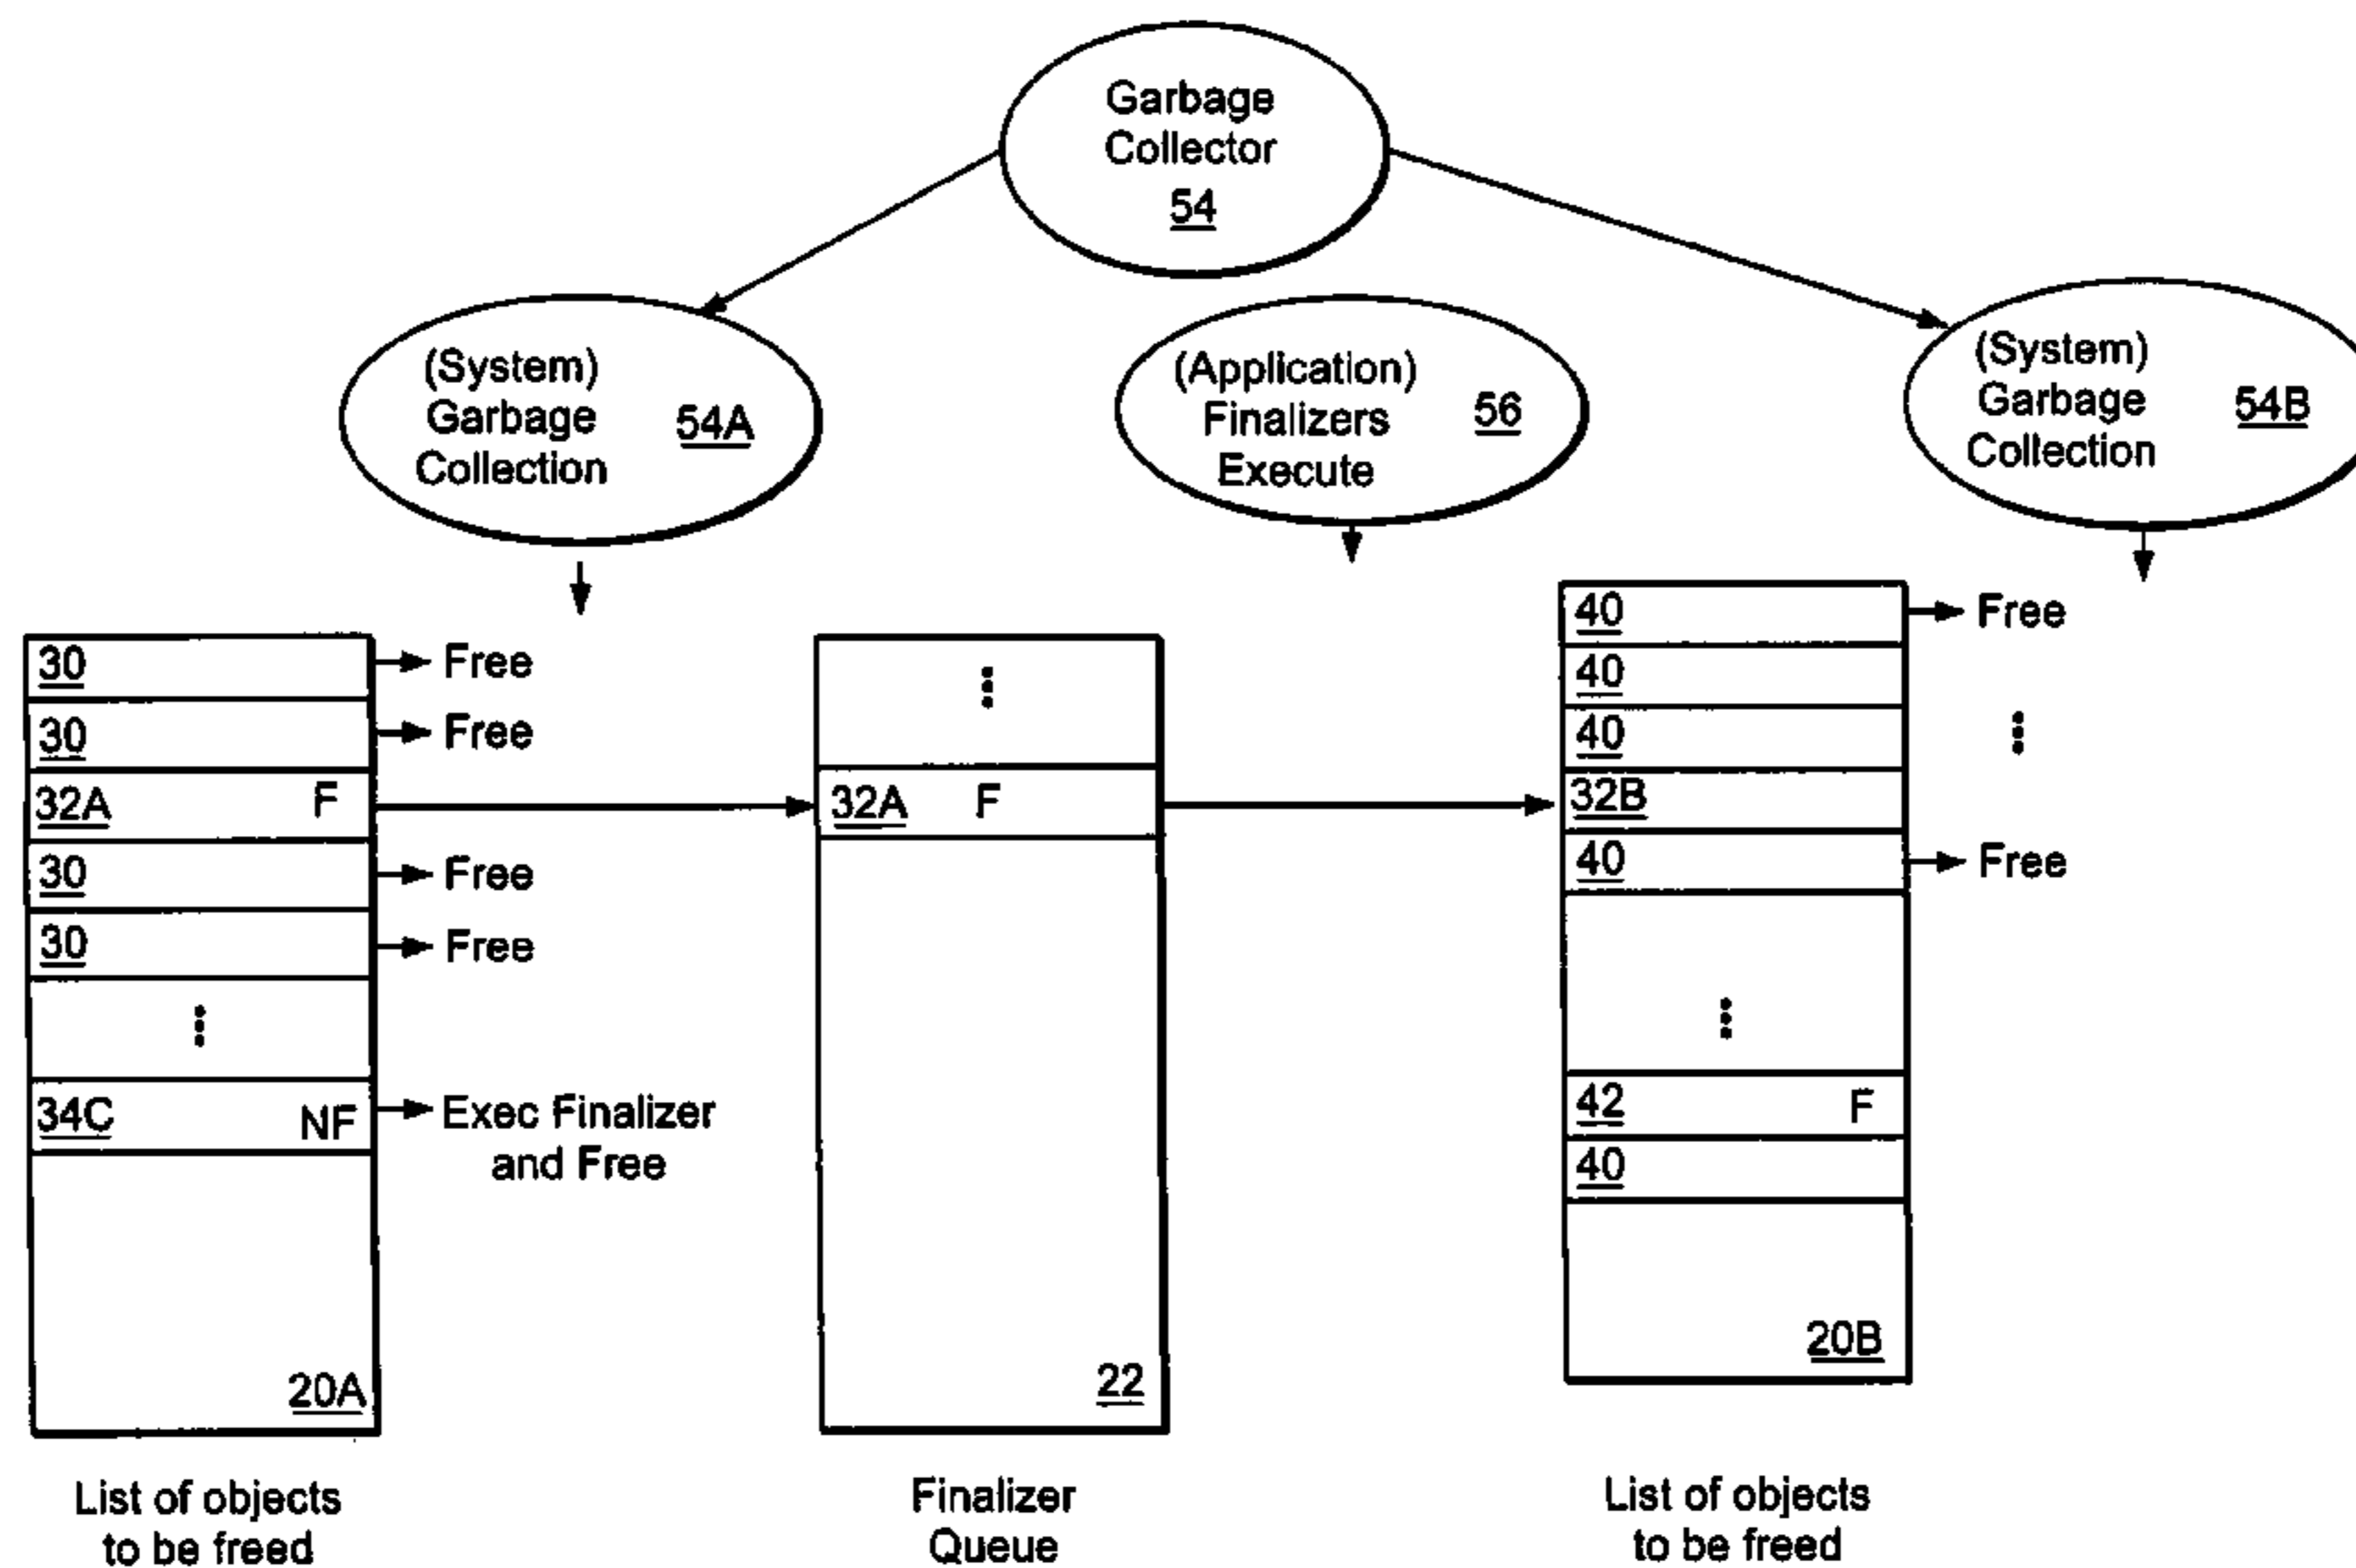 Garbage
Collector
54
(System)
Garbage
Collection
54A
(Application)
Finalizers
Execute
56
(System)
Garbage
Collection
54B
30
Free
30
Free
32A F
30
Free
30
Free
34C NF
Exec Finalizer
and Free
20A
List of objects
to be freed
32A F
22
Finalizer
Queue
40
Free
40
40
32B
40
Free
42 F
40
20B
List of objects
to be freed